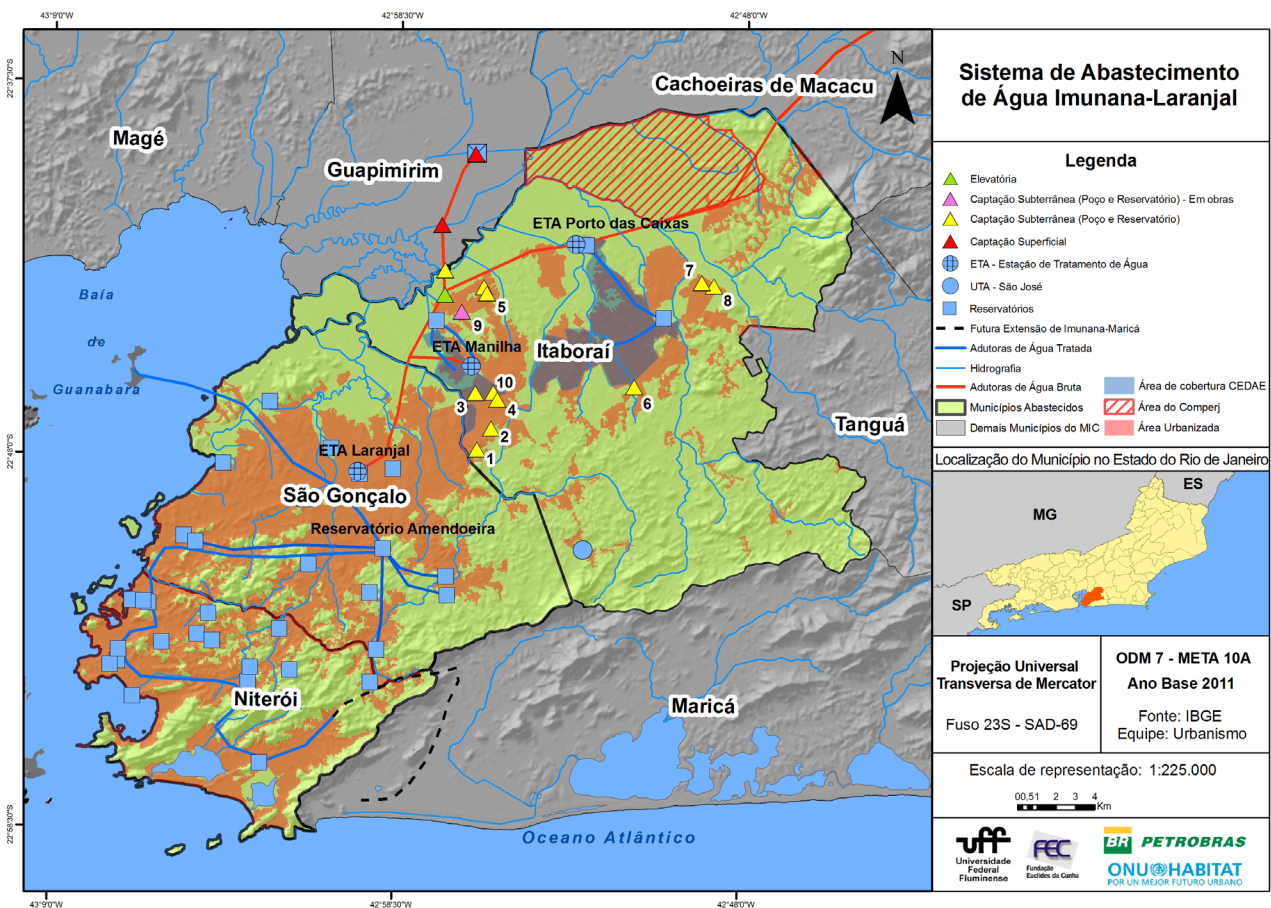 43°9'0"W
42°58'30"W
42°48'0"W
22°37'30"S
22°48'0"S
22°58'30"S
N
Cachoeiras de Macacu
Magé
Guapimirim
ETA Porto das Caixas
Baía
de
Guanabara
7
8
5
9
ETA Manilha
Itaboraí
10
3
4
6
2
1
Tanguá
ETA Laranjal
São Gonçalo
Reservatório Amendoeira
Niterói
Maricá
Oceano Atlântico
43°9'0"W
42°58'30"W
42°48'0"W
Sistema de Abastecimento
de Água Imunana-Laranjal
Legenda
Elevatória
Captação Subterrânea (Poço e Reservatório) - Em obras
Captação Subterrânea (Poço e Reservatório)
Captação Superficial
ETA - Estação de Tratamento de Água
UTA - São José
Reservatórios
Futura Extensão de Imunana-Maricá
Adutoras de Água Tratada
Hidrografia
Adutoras de Água Bruta
Área de cobertura CEDAE
Municípios Abastecidos
Área do Comperj
Demais Municípios do MIC
Área Urbanizada
Localização do Município no Estado do Rio de Janeiro
ES
MG
SP
Projeção Universal
Transversa de Mercator
Fuso 23S - SAD-69
ODM 7 - META 10A
Ano Base 2011
Fonte: IBGE
Equipe: Urbanismo
Escala de representação: 1:225.000
00,51 2 3 4
Km
uff
Universidade
Federal
Fluminense
FEC
Fundação
Euclides da Cunha
BR PETROBRAS
ONU HABITAT
POR UN MEJOR FUTURO URBANO